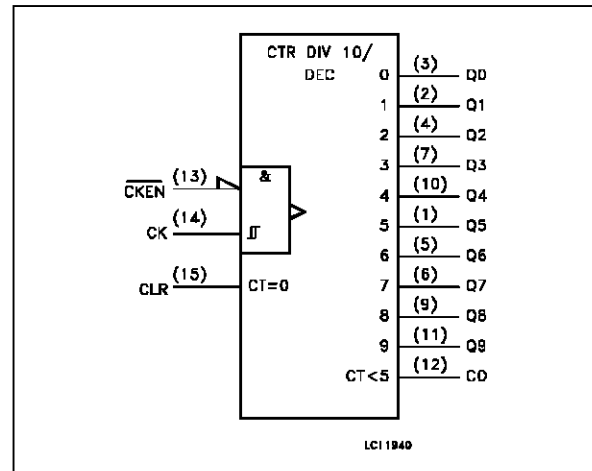 CTR DIV 10/
DEC
0 (3) Q0
1 (2) Q1
2 (4) Q2
3 (7) Q3
CKEN (13) &
4 (10) Q4
CK (14)
5 (1) Q5
6 (5) Q6
CLR (15) CT=0
7 (6) Q7
8 (9) Q8
9 (11) Q9
CT<5 (12) CO
LC11940